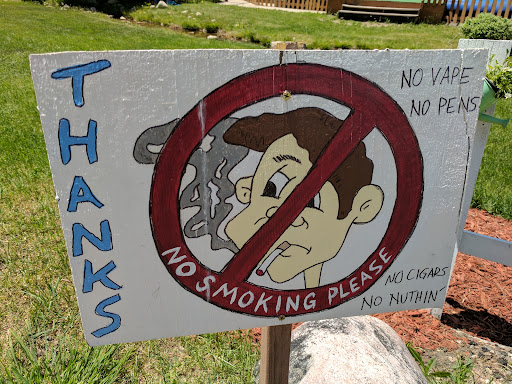 THANKS
NO VAPE
NO PENS
NO SMOKING PLEASE
NO CIGARS
NO NUTHIN'